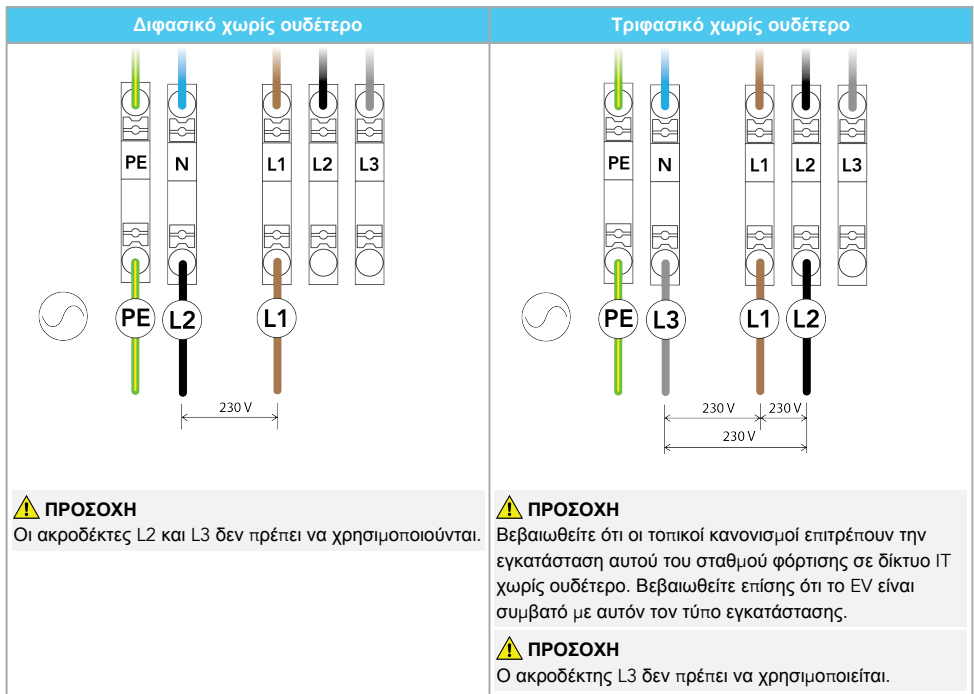 Διφασικό χωρίς ουδέτερο
PE N L1 L2 L3
PE L2 L1
230 V
⚠ ΠΡΟΣΟΧΗ
Οι ακροδέκτες L2 και L3 δεν πρέπει να χρησιμοποιούνται.
Τριφασικό χωρίς ουδέτερο
PE N L1 L2 L3
PE L3 L1 L2
230 V 230 V
230 V
⚠ ΠΡΟΣΟΧΗ
Βεβαιωθείτε ότι οι τοπικοί κανονισμοί επιτρέπουν την
εγκατάσταση αυτού του σταθμού φόρτισης σε δίκτυο IT
χωρίς ουδέτερο. Βεβαιωθείτε επίσης ότι το EV είναι
συμβατό με αυτόν τον τύπο εγκατάστασης.
⚠ ΠΡΟΣΟΧΗ
Ο ακροδέκτης L3 δεν πρέπει να χρησιμοποιείται.